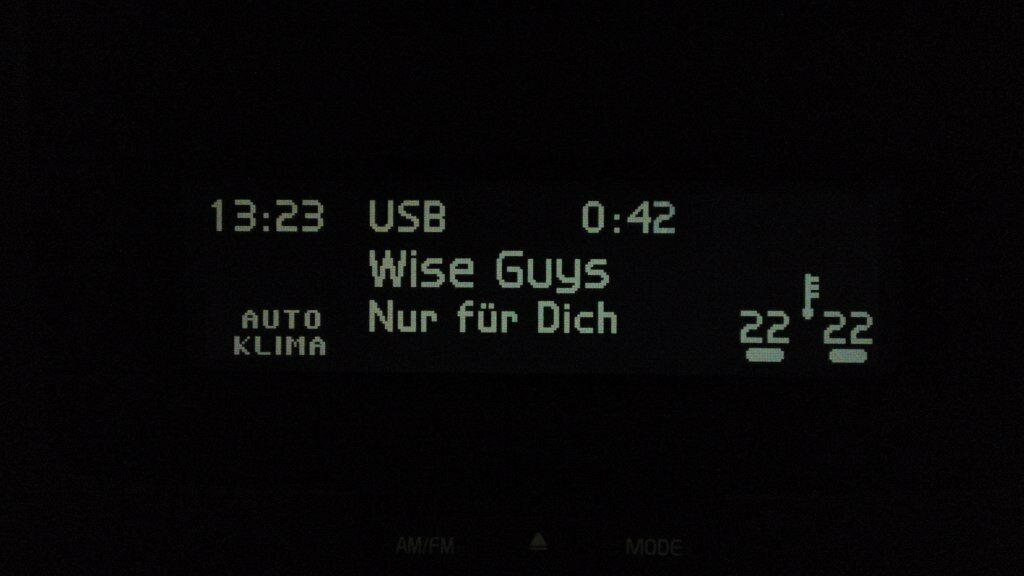 13:23 USB 0:42
Wise Guys
Nur für Dich
AUTO
KLIMA
22 22
AM/FM MODE